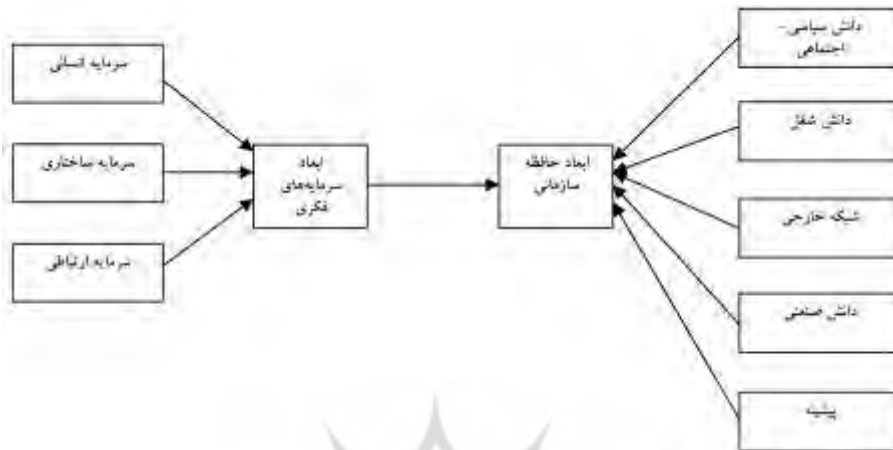 دانش سیاسی-
اجتماعی
سرمایه انسانی
دانش شغل
ابعاد
سرمایه‌های
فکری
ابعاد حافظه
سازمانی
سرمایه ساختاری
شبکه خارجی
سرمایه ارتباطی
دانش صنعتی
پیشینه